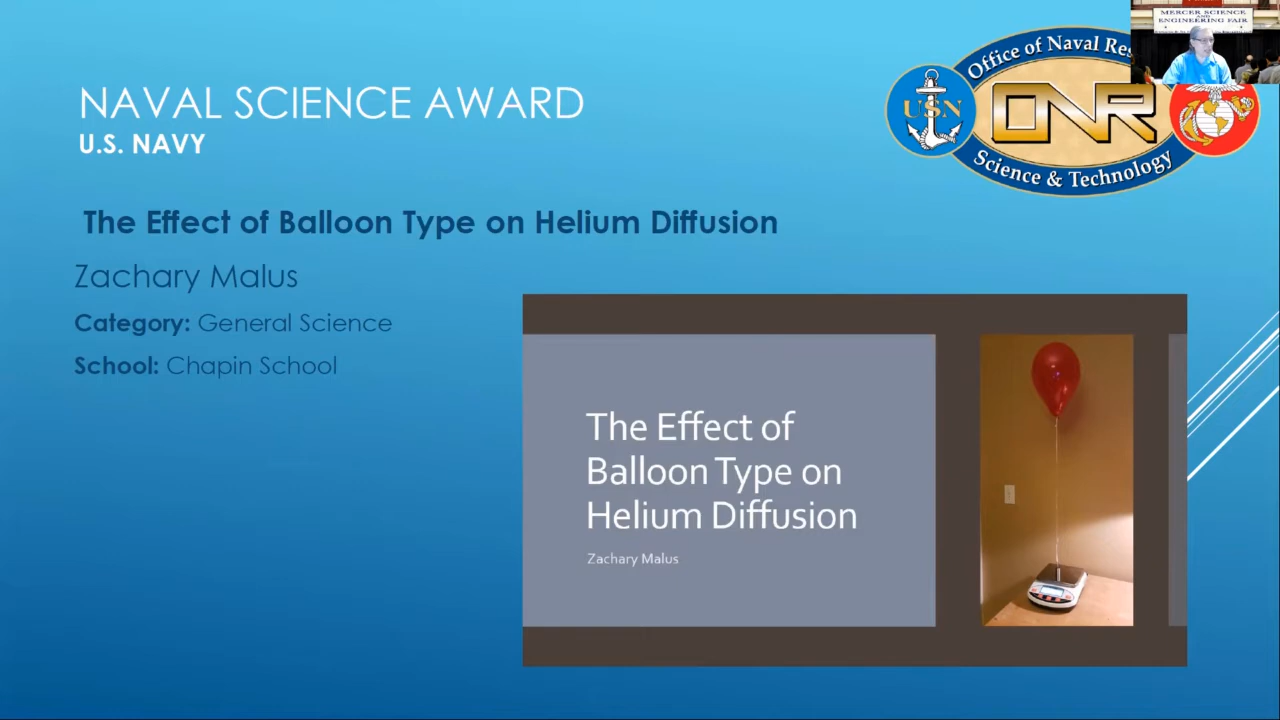 NAVAL SCIENCE AWARD
U.S. NAVY
Office of Naval Res
USN
ONR
Science & Technology
MERCER SCIENCE
AND
ENGINEERING FAIR
The Effect of Balloon Type on Helium Diffusion
Zachary Malus
Category: General Science
School: Chapin School
The Effect of
Balloon Type on
Helium Diffusion
Zachary Malus